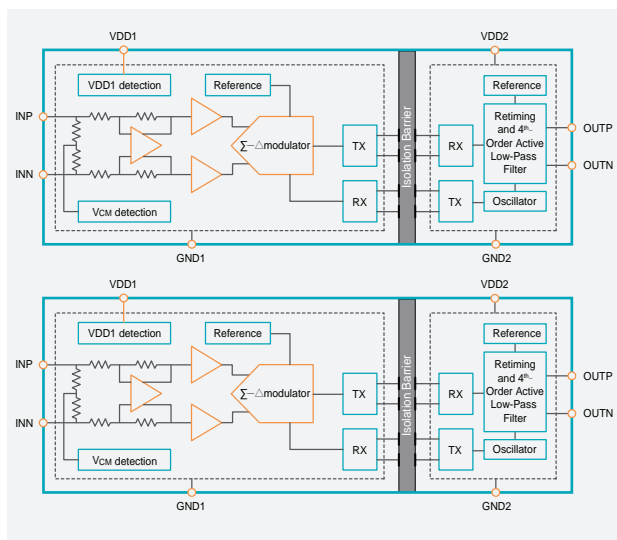 VDD1
VDD2
VDD1 detection
Reference
Reference
INP
Retiming
and 4th-
Order Active
Low-Pass
Filter
OUTP
∑−△modulator
TX
RX
Isolation Barrier
OUTN
INN
RX
TX
Oscillator
VCM detection
GND1
GND2
VDD1
VDD2
VDD1 detection
Reference
Reference
INP
Retiming
and 4th-
Order Active
Low-Pass
Filter
OUTP
∑−△modulator
TX
RX
Isolation Barrier
OUTN
INN
RX
TX
Oscillator
VCM detection
GND1
GND2